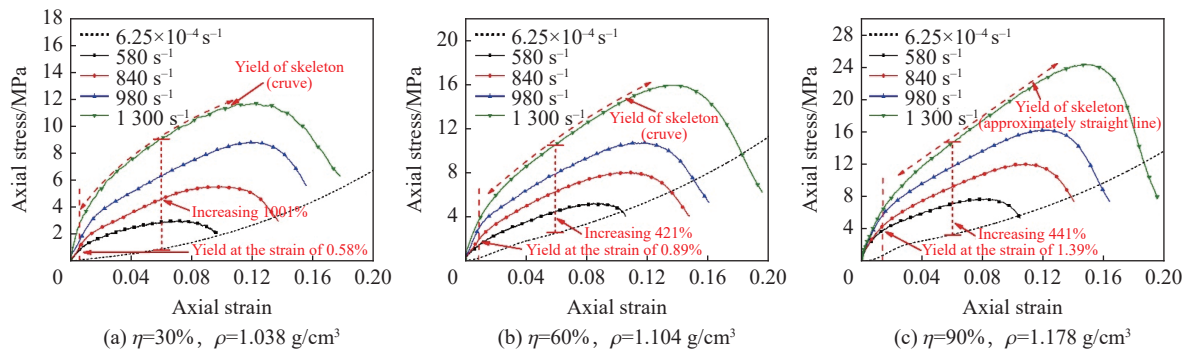 18
16
14
12
10
8
6
4
2
0
0.04
0.08
0.12
0.16
0.20
Axial stress/MPa
Axial strain
6.25×10⁻⁴ s⁻¹
580 s⁻¹
840 s⁻¹
980 s⁻¹
1 300 s⁻¹
Yield of skeleton
(cruve)
Increasing 1001%
Yield at the strain of 0.58%
(a) η=30%，ρ=1.038 g/cm³
20
16
12
8
4
0
0.04
0.08
0.12
0.16
0.20
Axial stress/MPa
Axial strain
6.25×10⁻⁴ s⁻¹
580 s⁻¹
840 s⁻¹
980 s⁻¹
1 300 s⁻¹
Yield of skeleton
(cruve)
Increasing 421%
Yield at the strain of 0.89%
(b) η=60%，ρ=1.104 g/cm³
28
24
20
16
12
8
4
0
0.04
0.08
0.12
0.16
0.20
Axial stress/MPa
Axial strain
6.25×10⁻⁴ s⁻¹
580 s⁻¹
840 s⁻¹
980 s⁻¹
1 300 s⁻¹
Yield of skeleton
(approximately straight line)
Increasing 441%
Yield at the strain of 1.39%
(c) η=90%，ρ=1.178 g/cm³